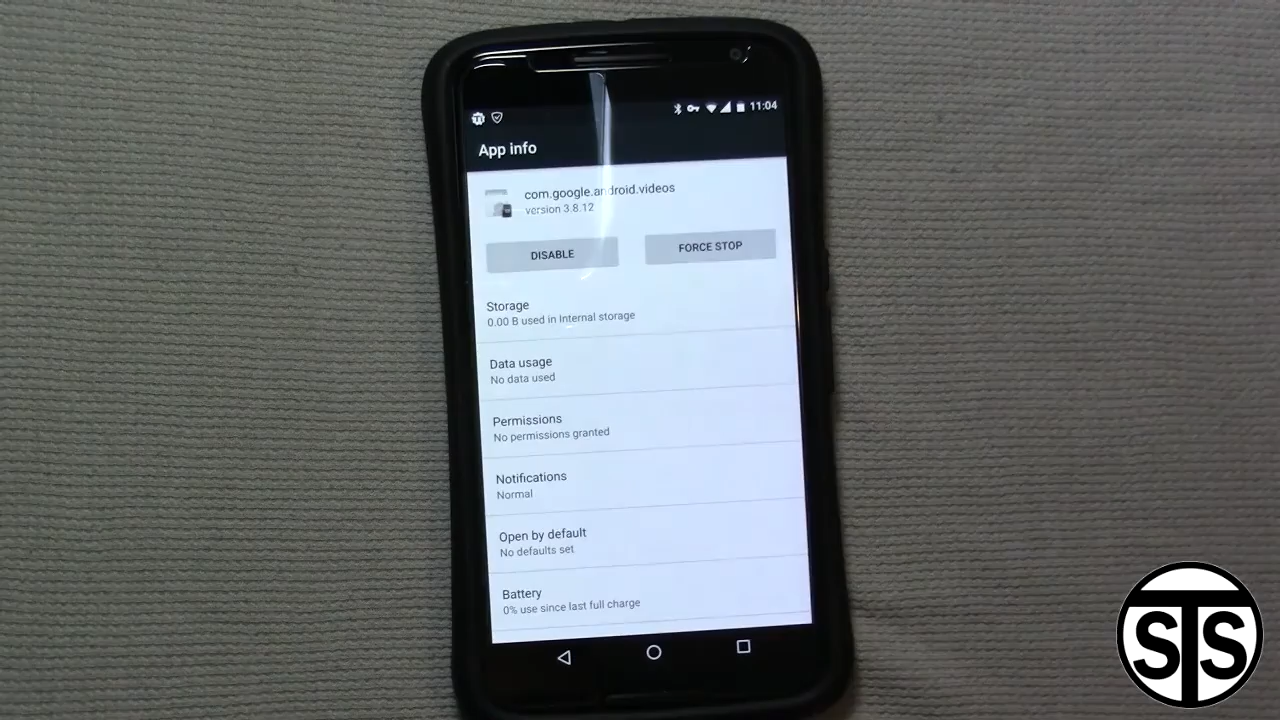 11:04
App info
com.google.android.videos
version 3.8.12
DISABLE
FORCE STOP
Storage
0.00 B used in Internal storage
Data usage
No data used
Permissions
No permissions granted
Notifications
Normal
Open by default
No defaults set
Battery
0% use since last full charge
STS